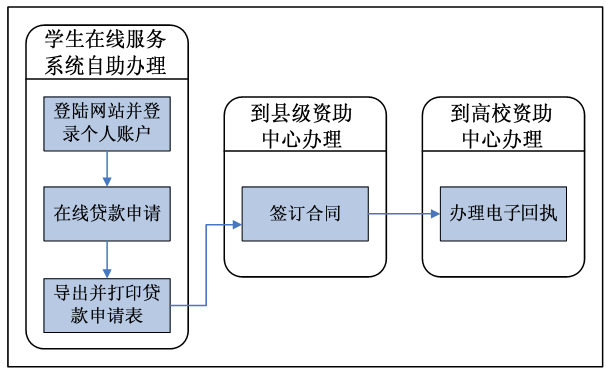 学生在线服务
系统自助办理
登陆网站并登
录个人账户
在线贷款申请
导出并打印贷
款申请表
到县级资助
中心办理
签订合同
到高校资助
中心办理
办理电子回执